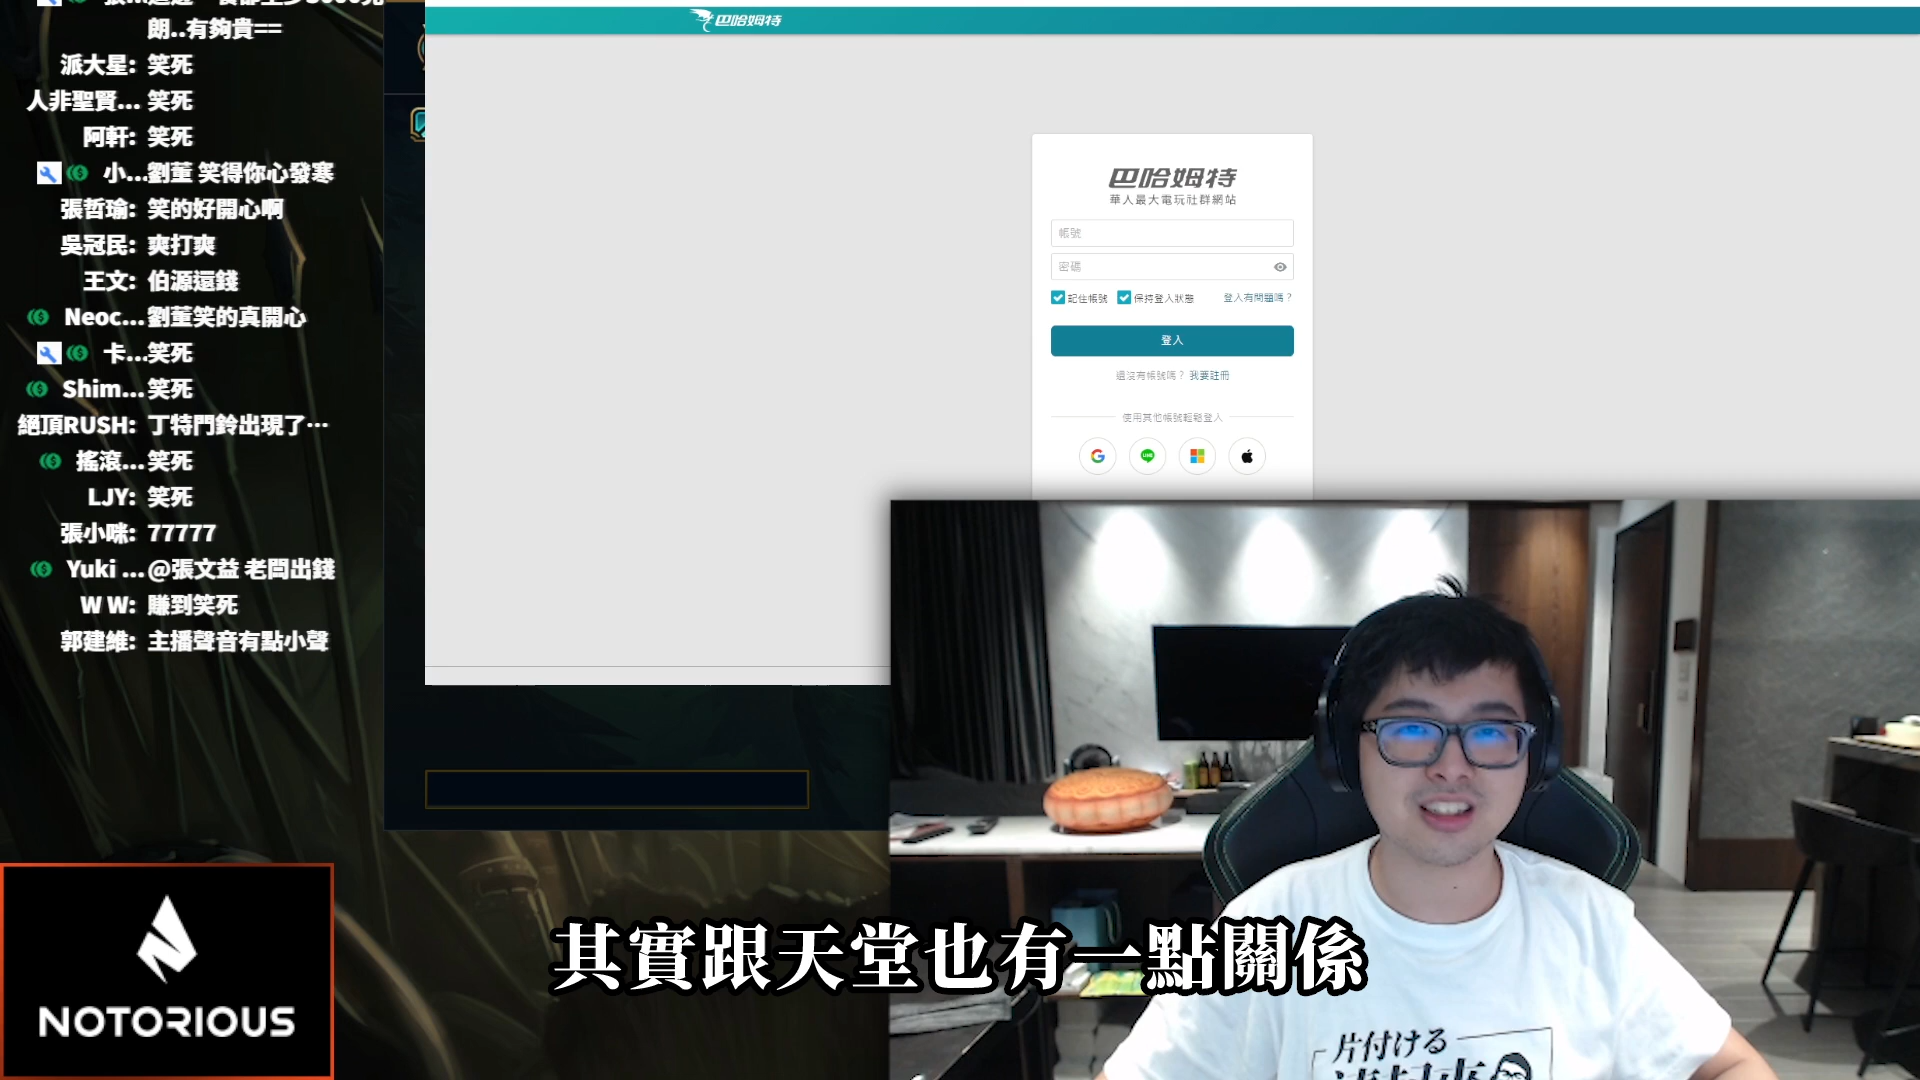 朗..有夠貴==
派大星: 笑死
人非聖賢... 笑死
阿軒: 笑死
小...劉董 笑得你心發寒
張哲瑜: 笑的好開心啊
吳冠民: 爽打爽
王文: 伯源還錢
Neoc...劉董笑的真開心
卡...笑死
Shim...笑死
絕頂RUSH: 丁特門鈴出現了…
搖滾...笑死
LJY: 笑死
張小咪: 77777
Yuki ...@張文益 老闆出錢
W W: 賺到笑死
郭建維: 主播聲音有點小聲
巴哈姆特
巴哈姆特
華人最大電玩社群網站
帳號
密碼
記住帳號 保持登入狀態 登入有問題嗎？
登入
還沒有帳號嗎？ 我要註冊
使用其他帳號輕鬆登入
LINE
其實跟天堂也有一點關係
NOTORIOUS
片付ける